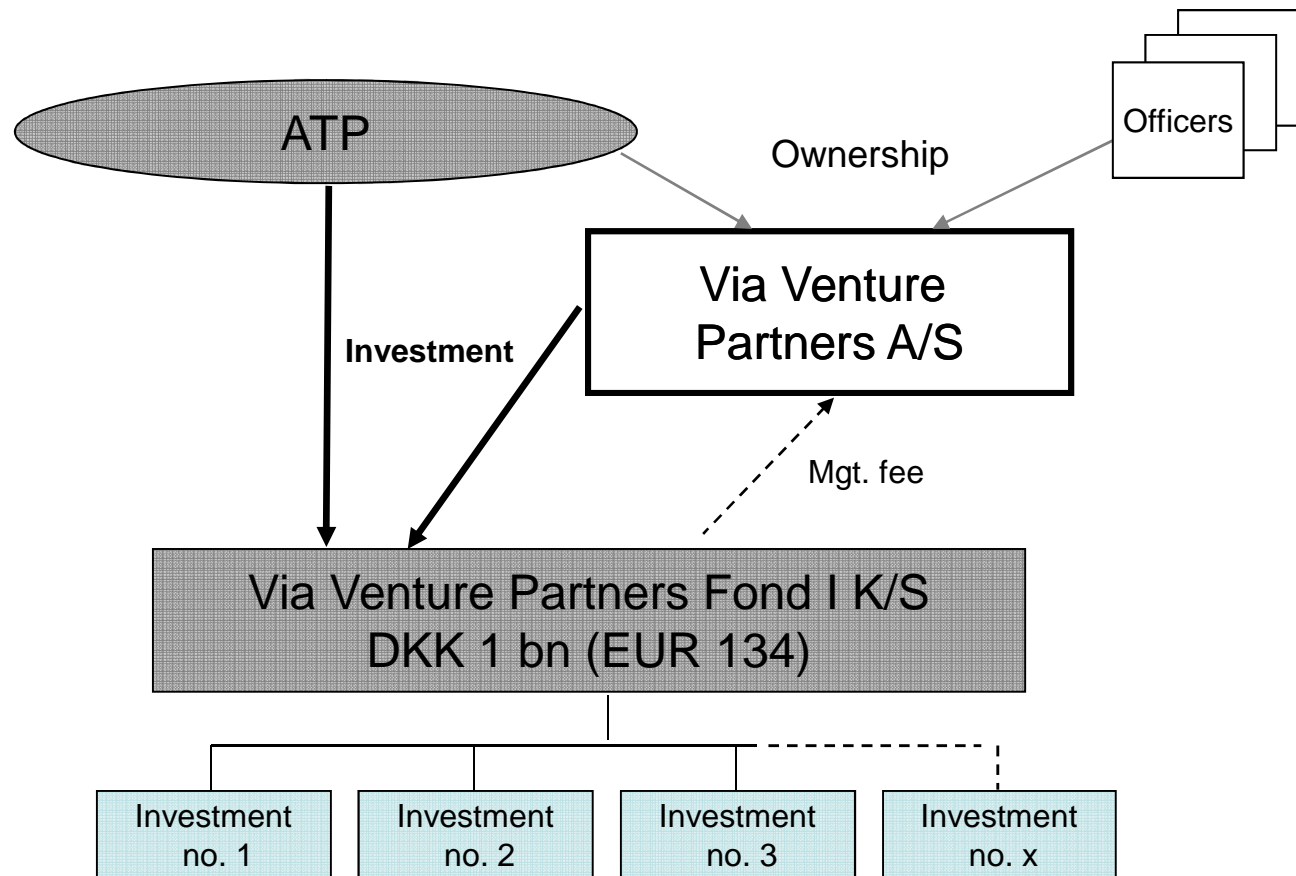 ATP
Officers
Ownership
Via Venture
Partners A/S
Investment
Mgt. fee
Via Venture Partners Fond I K/S
DKK 1 bn (EUR 134)
Investment
no. 1
Investment
no. 2
Investment
no. 3
Investment
no. x